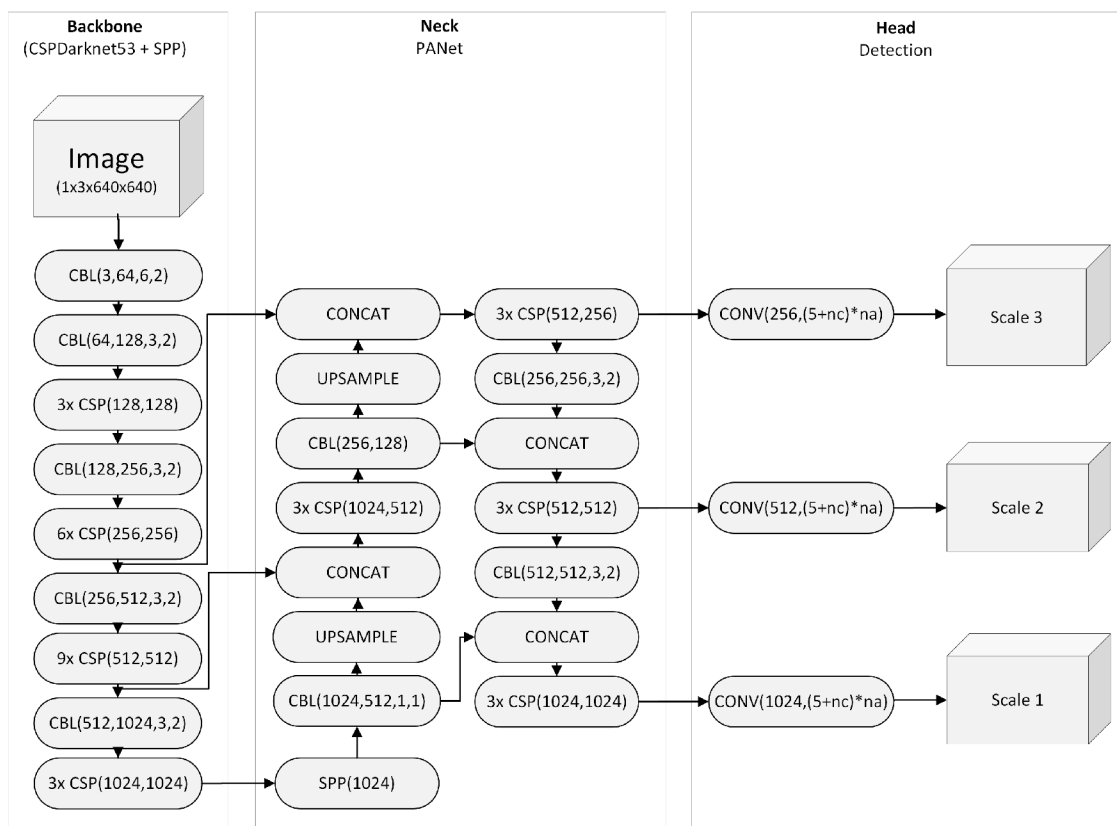 Backbone
(CSPDarknet53 + SPP)
Image
(1x3x640x640)
CBL(3,64,6,2)
CBL(64,128,3,2)
3x CSP(128,128)
CBL(128,256,3,2)
6x CSP(256,256)
CBL(256,512,3,2)
9x CSP(512,512)
CBL(512,1024,3,2)
3x CSP(1024,1024)
Neck
PANet
CONCAT
UPSAMPLE
CBL(256,128)
3x CSP(1024,512)
CONCAT
UPSAMPLE
CBL(1024,512,1,1)
SPP(1024)
3x CSP(512,256)
CBL(256,256,3,2)
CONCAT
3x CSP(512,512)
CBL(512,512,3,2)
CONCAT
3x CSP(1024,1024)
Head
Detection
CONV(256,(5+nc)*na)
Scale 3
CONV(512,(5+nc)*na)
Scale 2
CONV(1024,(5+nc)*na)
Scale 1